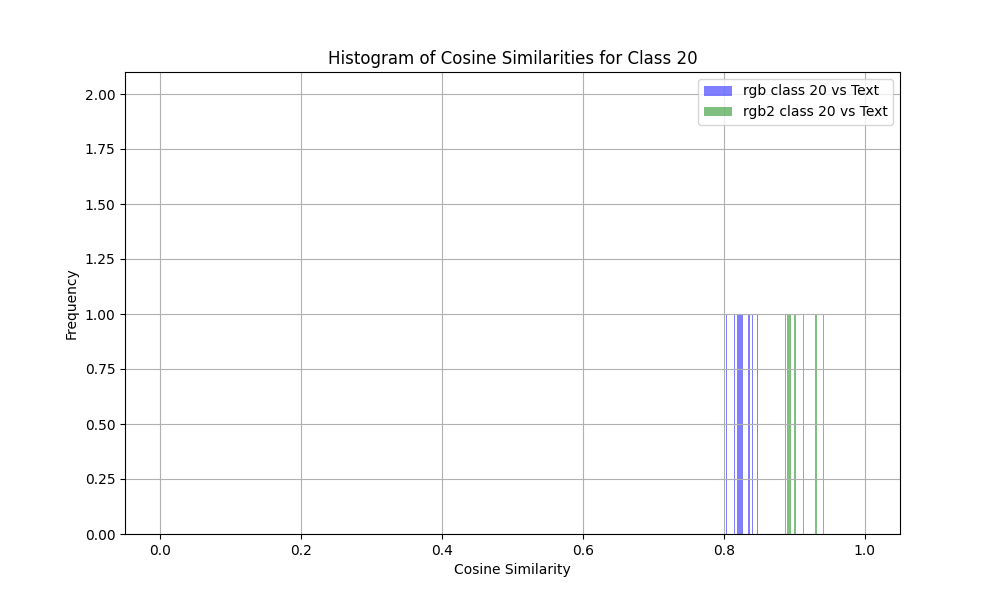 Histogram of Cosine Similarities for Class 20
rgb class 20 vs Text
rgb2 class 20 vs Text
Frequency
2.00
1.75
1.50
1.25
1.00
0.75
0.50
0.25
0.00
0.0 0.2 0.4 0.6 0.8 1.0
Cosine Similarity